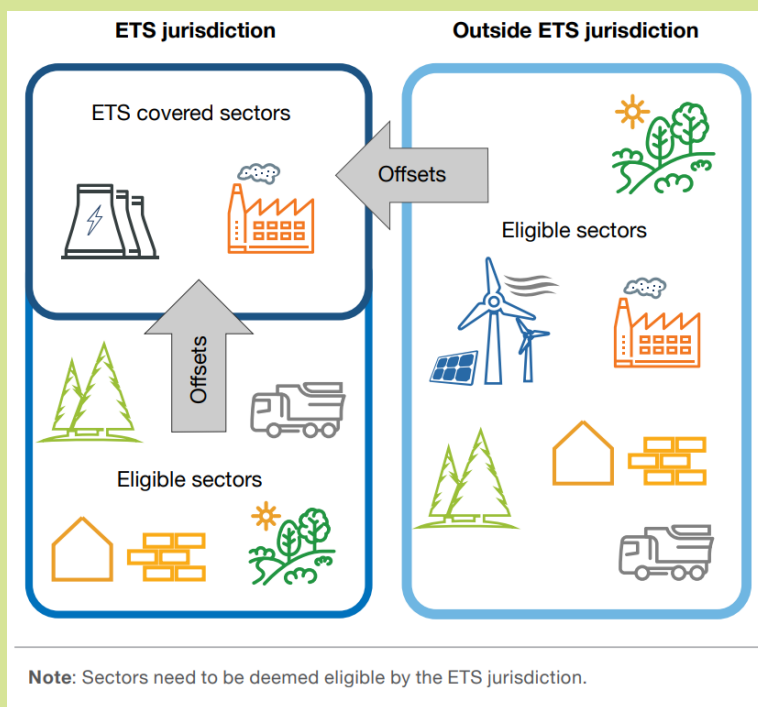 ETS jurisdiction
Outside ETS jurisdiction
ETS covered sectors
Offsets
Eligible sectors
Offsets
Eligible sectors
Note: Sectors need to be deemed eligible by the ETS jurisdiction.